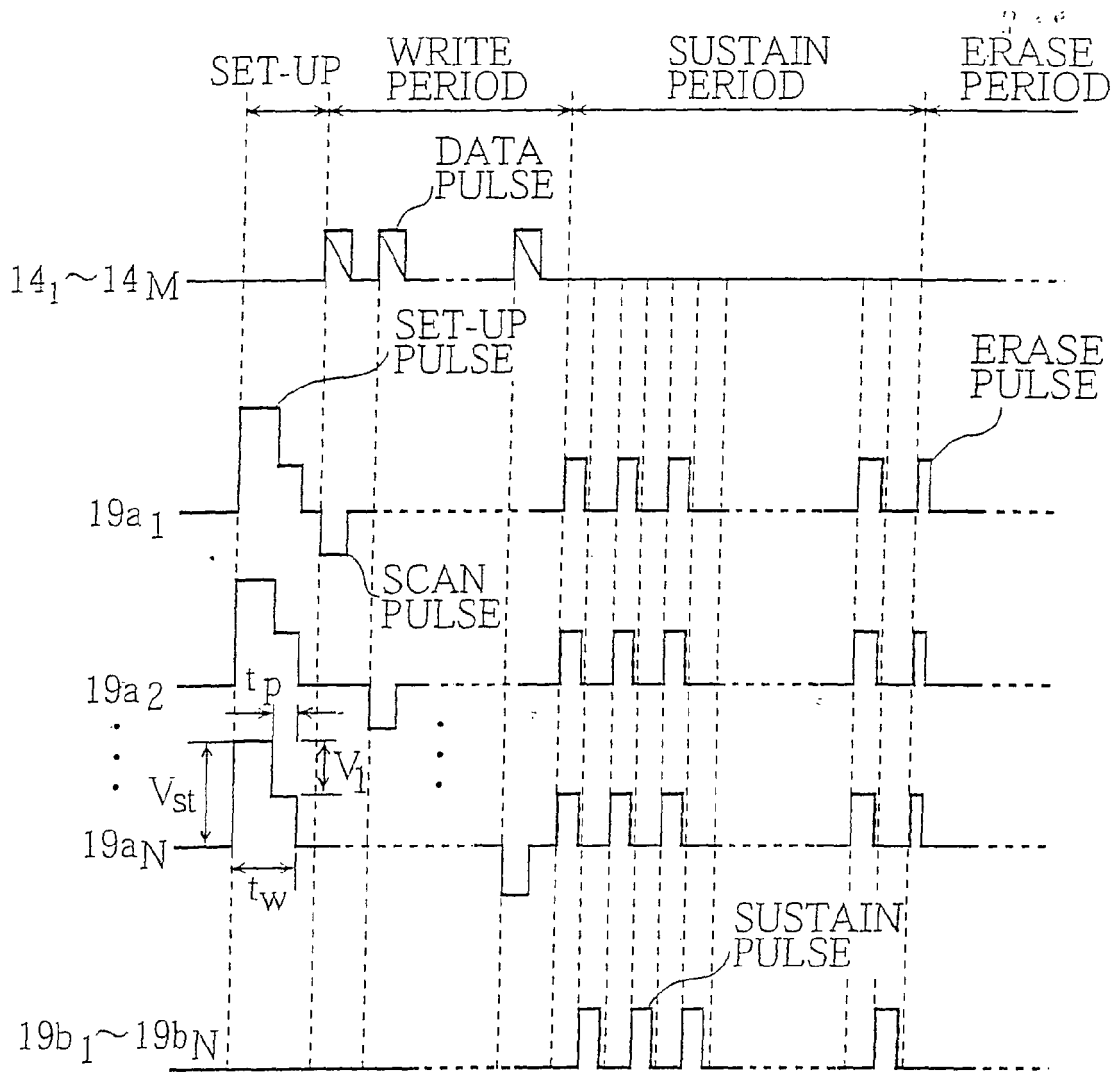 SET-UP
WRITE
PERIOD
SUSTAIN
PERIOD
ERASE
PERIOD
DATA
PULSE
14₁~14M
SET-UP
PULSE
ERASE
PULSE
19a₁
SCAN
PULSE
19a₂
tp
Vst
V₁
19aN
tw
SUSTAIN
PULSE
19b₁~19bN